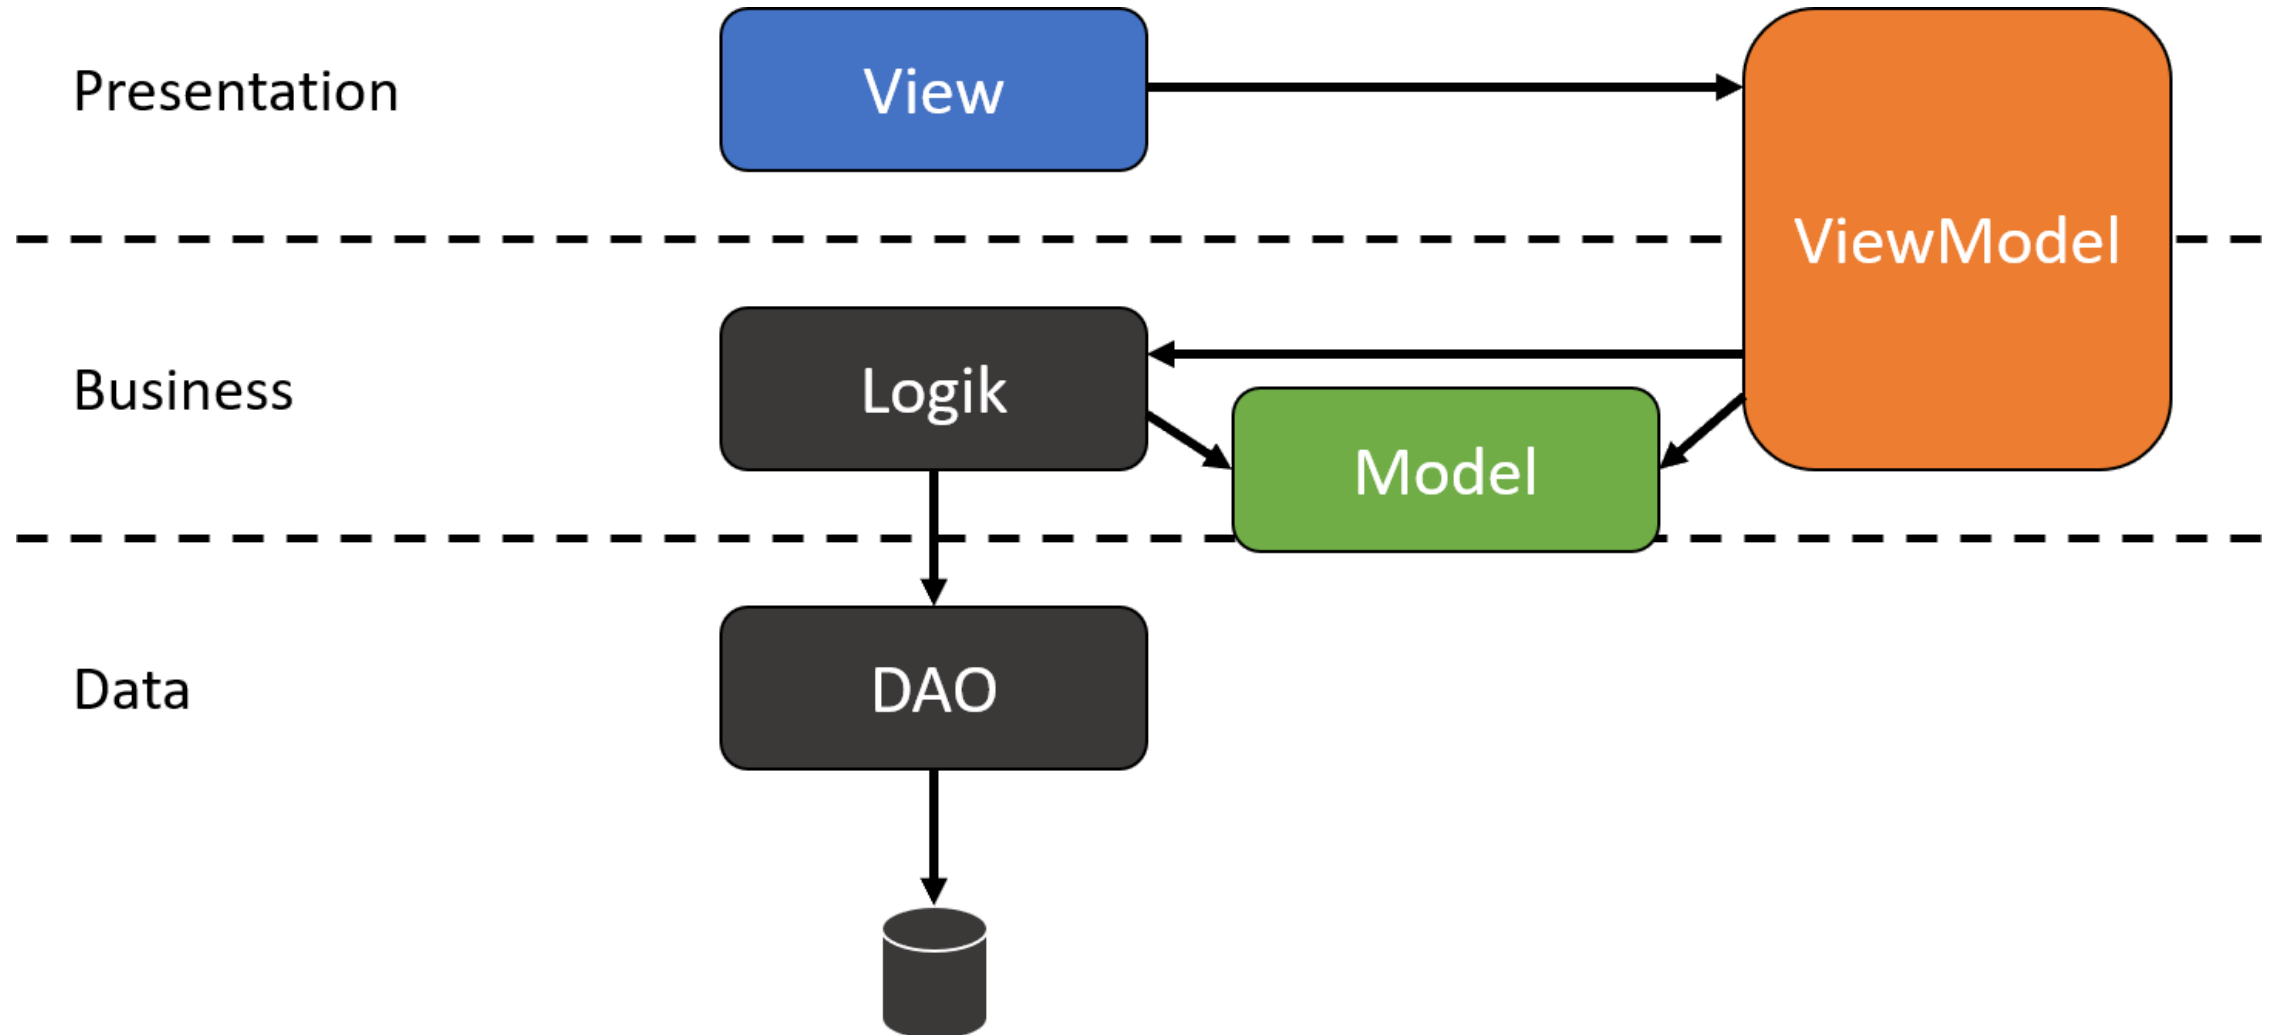 Presentation
View
ViewModel
Business
Logik
Model
Data
DAO